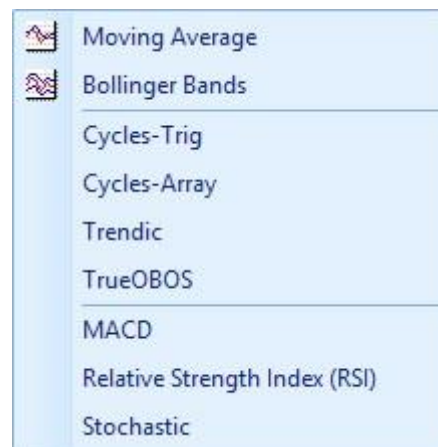 Moving Average
Bollinger Bands
Cycles-Trig
Cycles-Array
Trendic
TrueOBOS
MACD
Relative Strength Index (RSI)
Stochastic